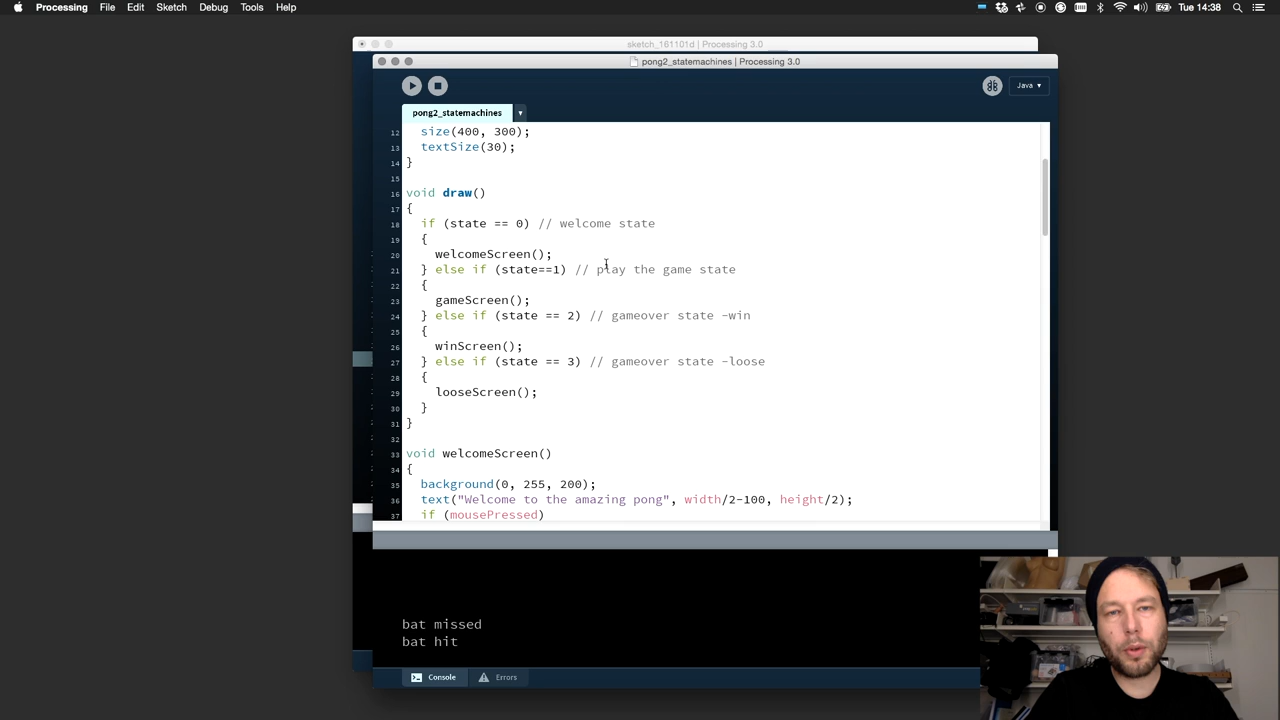 Processing File Edit Sketch Debug Tools Help Tue 14:38
sketch_161101d | Processing 3.0
pong2_statemachines | Processing 3.0
Java ▾
pong2_statemachines ▾
12 size(400, 300);
13 textSize(30);
14 }
15
16 void draw()
17 {
18 if (state == 0) // welcome state
19 {
20 welcomeScreen();
21 } else if (state==1) // play the game state
22 {
23 gameScreen();
24 } else if (state == 2) // gameover state -win
25 {
26 winScreen();
27 } else if (state == 3) // gameover state -loose
28 {
29 looseScreen();
30 }
31 }
32
33 void welcomeScreen()
34 {
35 background(0, 255, 200);
36 text("Welcome to the amazing pong", width/2-100, height/2);
37 if (mousePressed)
bat missed
bat hit
Console Errors